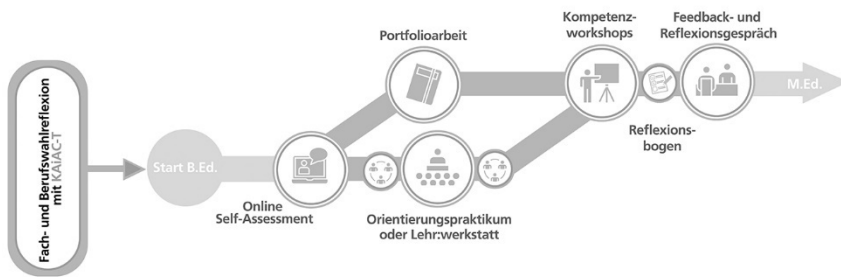 Fach- und Berufswahlreflexion
mit KAiAC-T
Start B.Ed.
Online
Self-Assessment
Portfolioarbeit
Orientierungspraktikum
oder Lehr:werkstatt
Kompetenz-
workshops
Reflexions-
bogen
Feedback- und
Reflexionsgespräch
M.Ed.